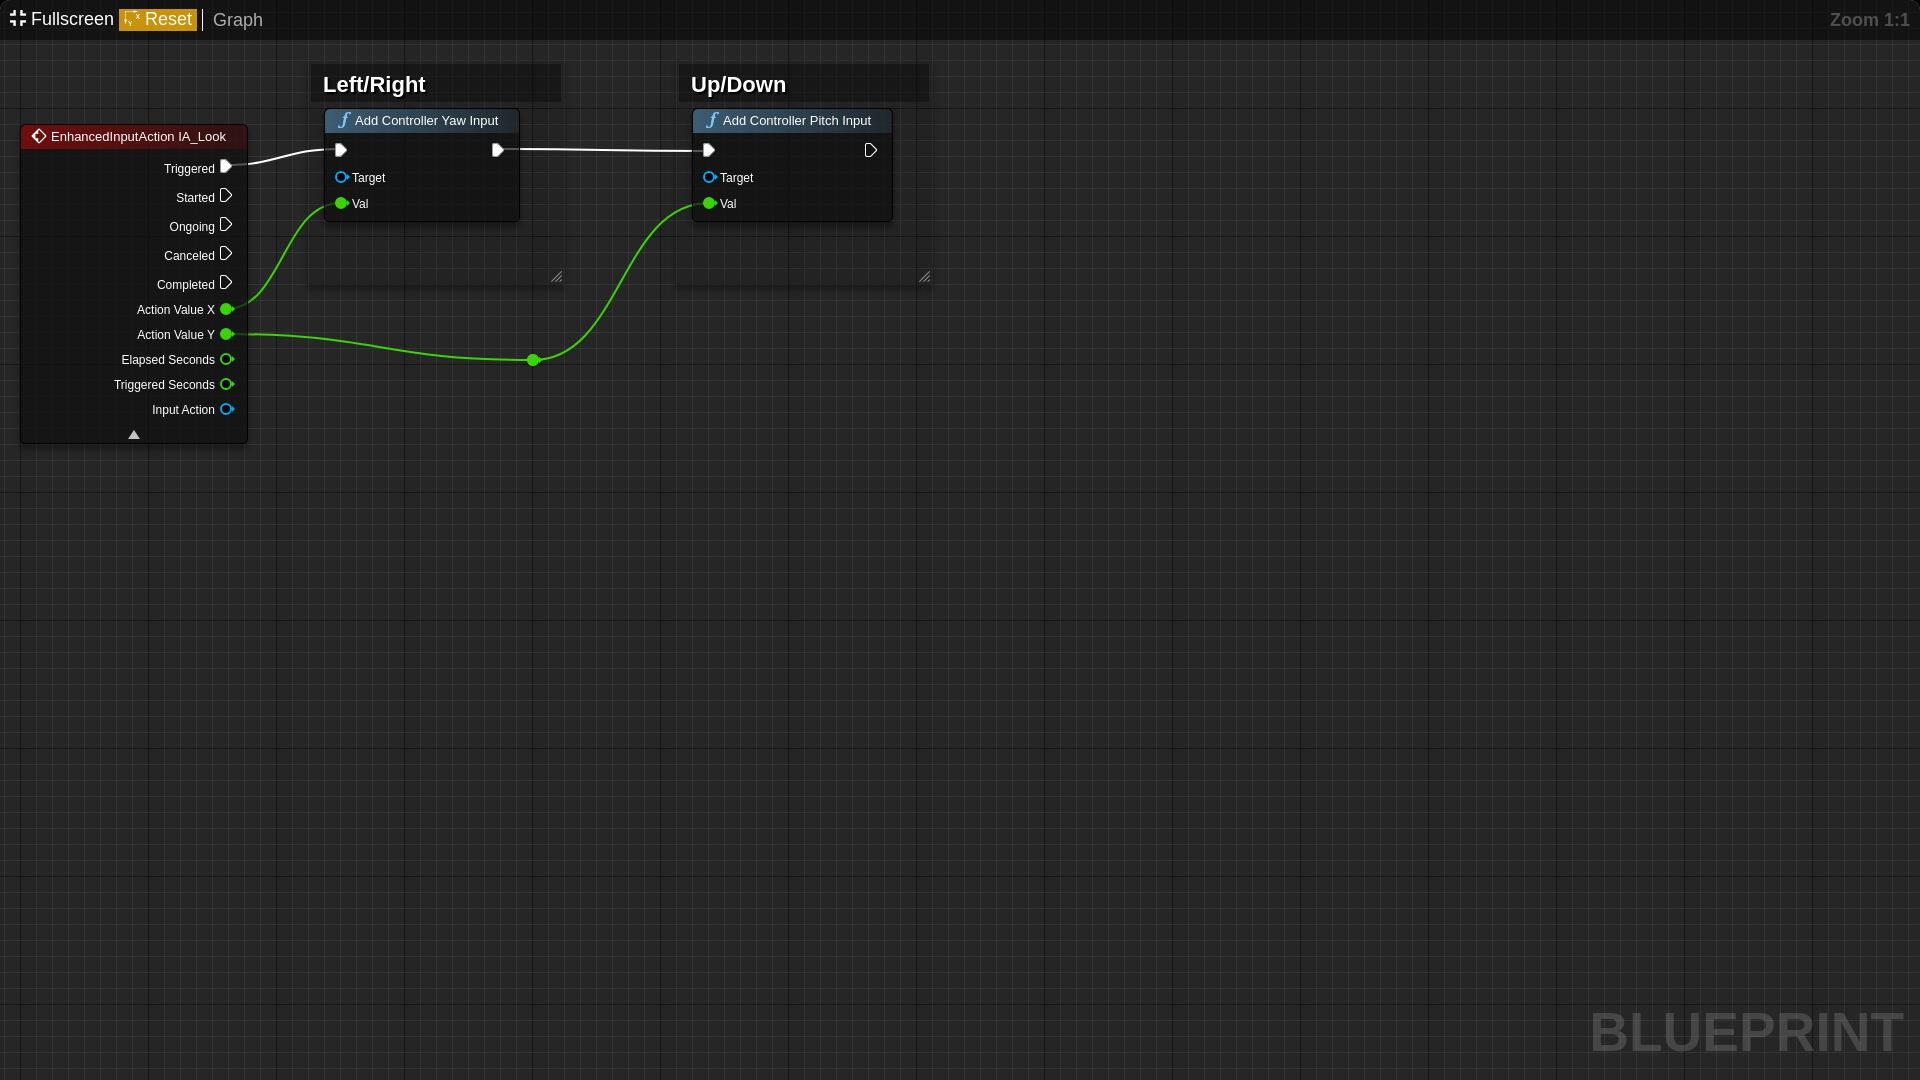 Fullscreen Reset Graph
Zoom 1:1
Left/Right
Up/Down
EnhancedInputAction IA_Look
Triggered
Started
Ongoing
Canceled
Completed
Action Value X
Action Value Y
Elapsed Seconds
Triggered Seconds
Input Action
Add Controller Yaw Input
Target
Val
Add Controller Pitch Input
Target
Val
BLUEPRINT